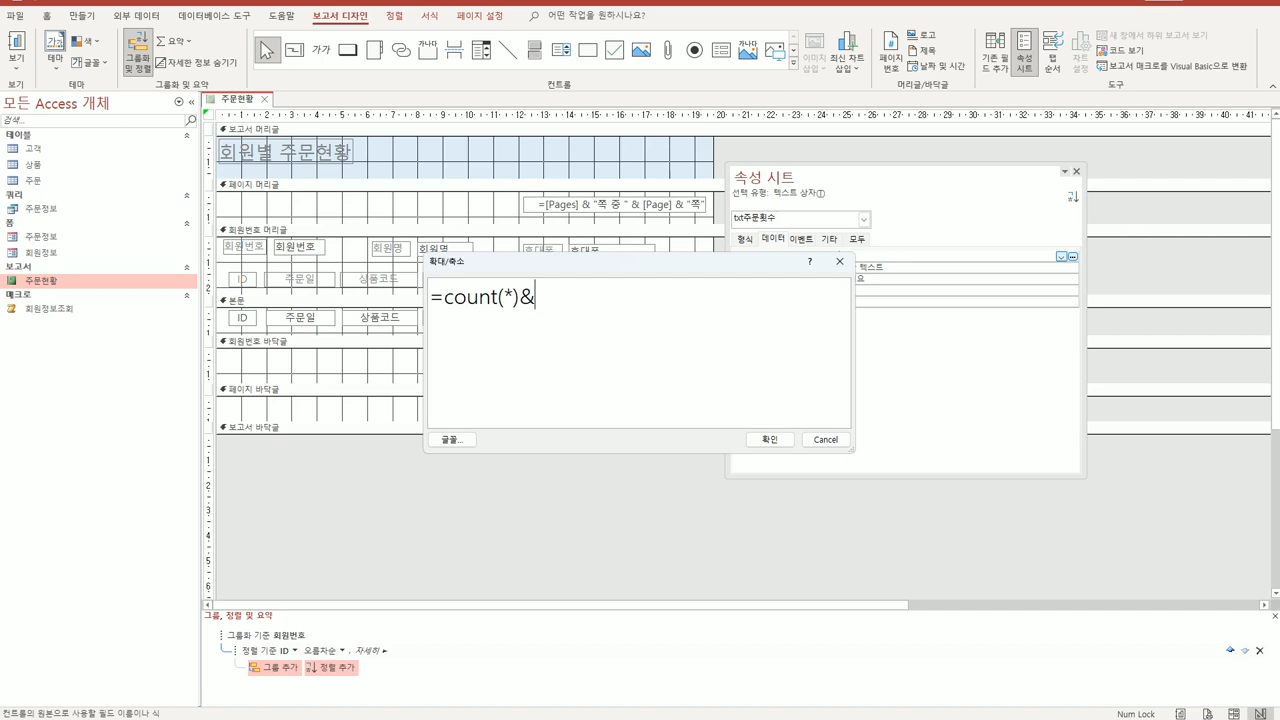 파일 홈 만들기 외부 데이터 데이터베이스 도구 도움말 보고서 디자인 정렬 서식 페이지 설정 어떤 작업을 원하시나요?
보기 테마 색 글꼴 그룹화 및 정렬 요약 자세한 정보 숨기기 가가 가나다 가나다 이미지 삽입 최신 차트 삽입 페이지 번호 로고 제목 날짜 및 시간 기존 필드 추가 속성 시트 탭 순서 차트 설정 새 창에서 하위 보고서 보기 코드 보기 보고서 매크로를 Visual Basic으로 변환
보기 테마 그룹화 및 요약 컨트롤 머리글/바닥글 도구
모든 Access 개체
검색...
테이블
고객
상품
주문
쿼리
주문정보
폼
주문정보
회원정보
보고서
주문현황
매크로
회원정보조회
주문현황
보고서 머리글
회원별 주문현황
페이지 머리글
=[Pages] & "쪽 중 " & [Page] & "쪽"
회원번호 머리글
회원번호 회원번호 회원명 회원명 휴대폰 휴대폰
ID 주문일 상품코드
본문
ID 주문일 상품코드
회원번호 바닥글
페이지 바닥글
보고서 바닥글
속성 시트
선택 유형: 텍스트 상자(I)
txt주문횟수
형식 데이터 이벤트 기타 모두
텍스트
요
확대/축소
=count(*)&
글꼴... 확인 Cancel
그룹, 정렬 및 요약
그룹화 기준 회원번호
정렬 기준 ID 오름차순 , 자세히
그룹 추가 정렬 추가
컨트롤의 원본으로 사용할 필드 이름이나 식
Num Lock